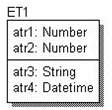 ET1
atr1: Number
atr2: Number
atr3: String
atr4: Datetime